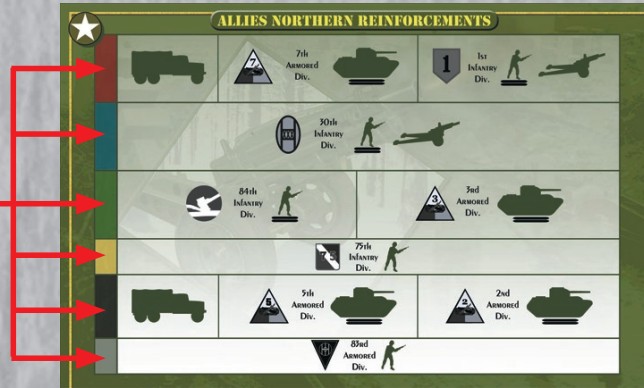 ALLIES NORTHERN REINFORCEMENTS
7
7th
Armored
Div.
1
1st
Infantry
Div.
30th
Infantry
Div.
84th
Infantry
Div.
3
3rd
Armored
Div.
75
75th
Infantry
Div.
5
5th
Armored
Div.
2
2nd
Armored
Div.
83rd
Armored
Div.